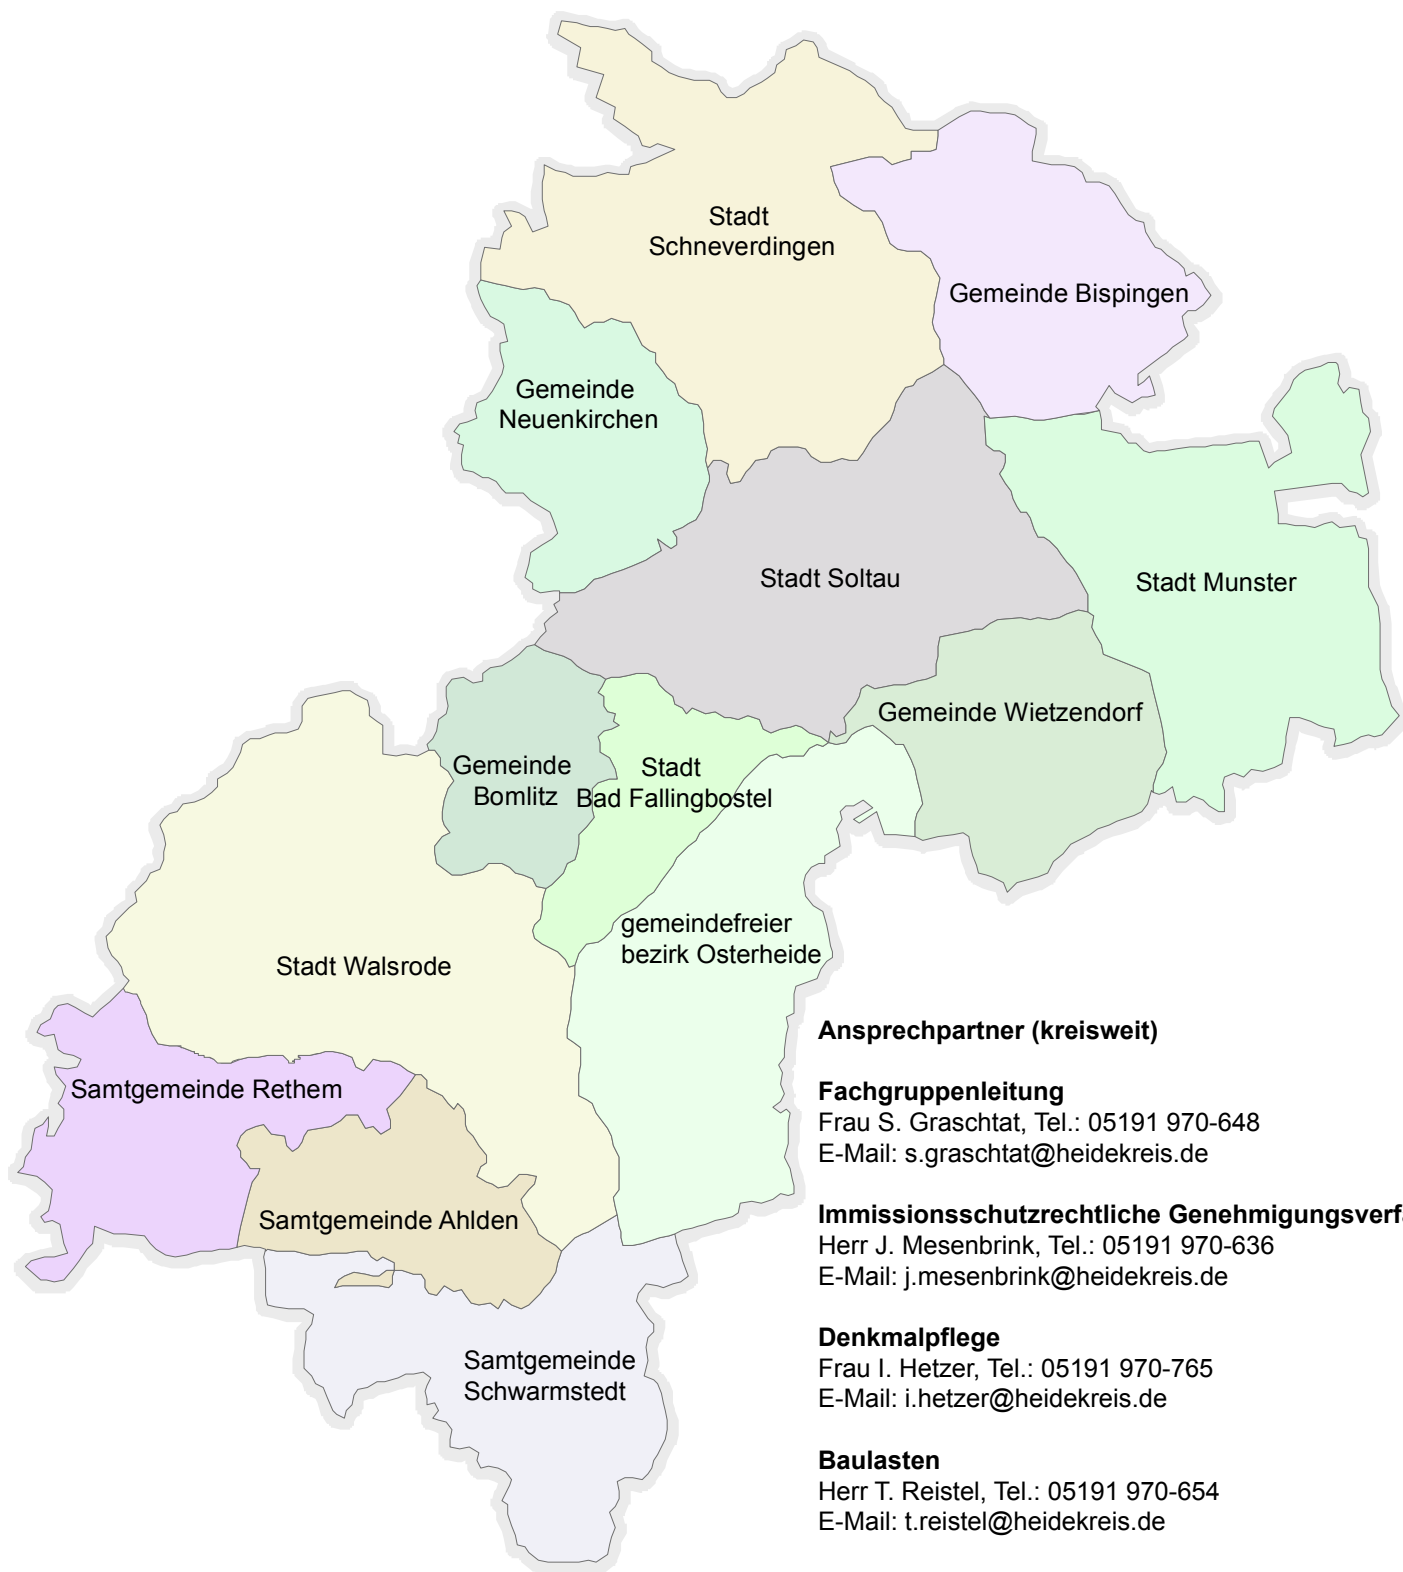 Stadt
Schneverdingen
Gemeinde Bispingen
Gemeinde
Neuenkirchen
Stadt Soltau
Stadt Munster
Gemeinde Wietzendorf
Gemeinde
Bomlitz
Stadt
Bad Fallingbostel
gemeindefreier
bezirk Osterheide
Stadt Walsrode
Samtgemeinde Rethem
Samtgemeinde Ahlden
Samtgemeinde
Schwarmstedt
Ansprechpartner (kreisweit)
Fachgruppenleitung
Frau S. Graschtat, Tel.: 05191 970-648
E-Mail: s.graschtat@heidekreis.de
Immissionsschutzrechtliche Genehmigungsverf
Herr J. Mesenbrink, Tel.: 05191 970-636
E-Mail: j.mesenbrink@heidekreis.de
Denkmalpflege
Frau I. Hetzer, Tel.: 05191 970-765
E-Mail: i.hetzer@heidekreis.de
Baulasten
Herr T. Reistel, Tel.: 05191 970-654
E-Mail: t.reistel@heidekreis.de